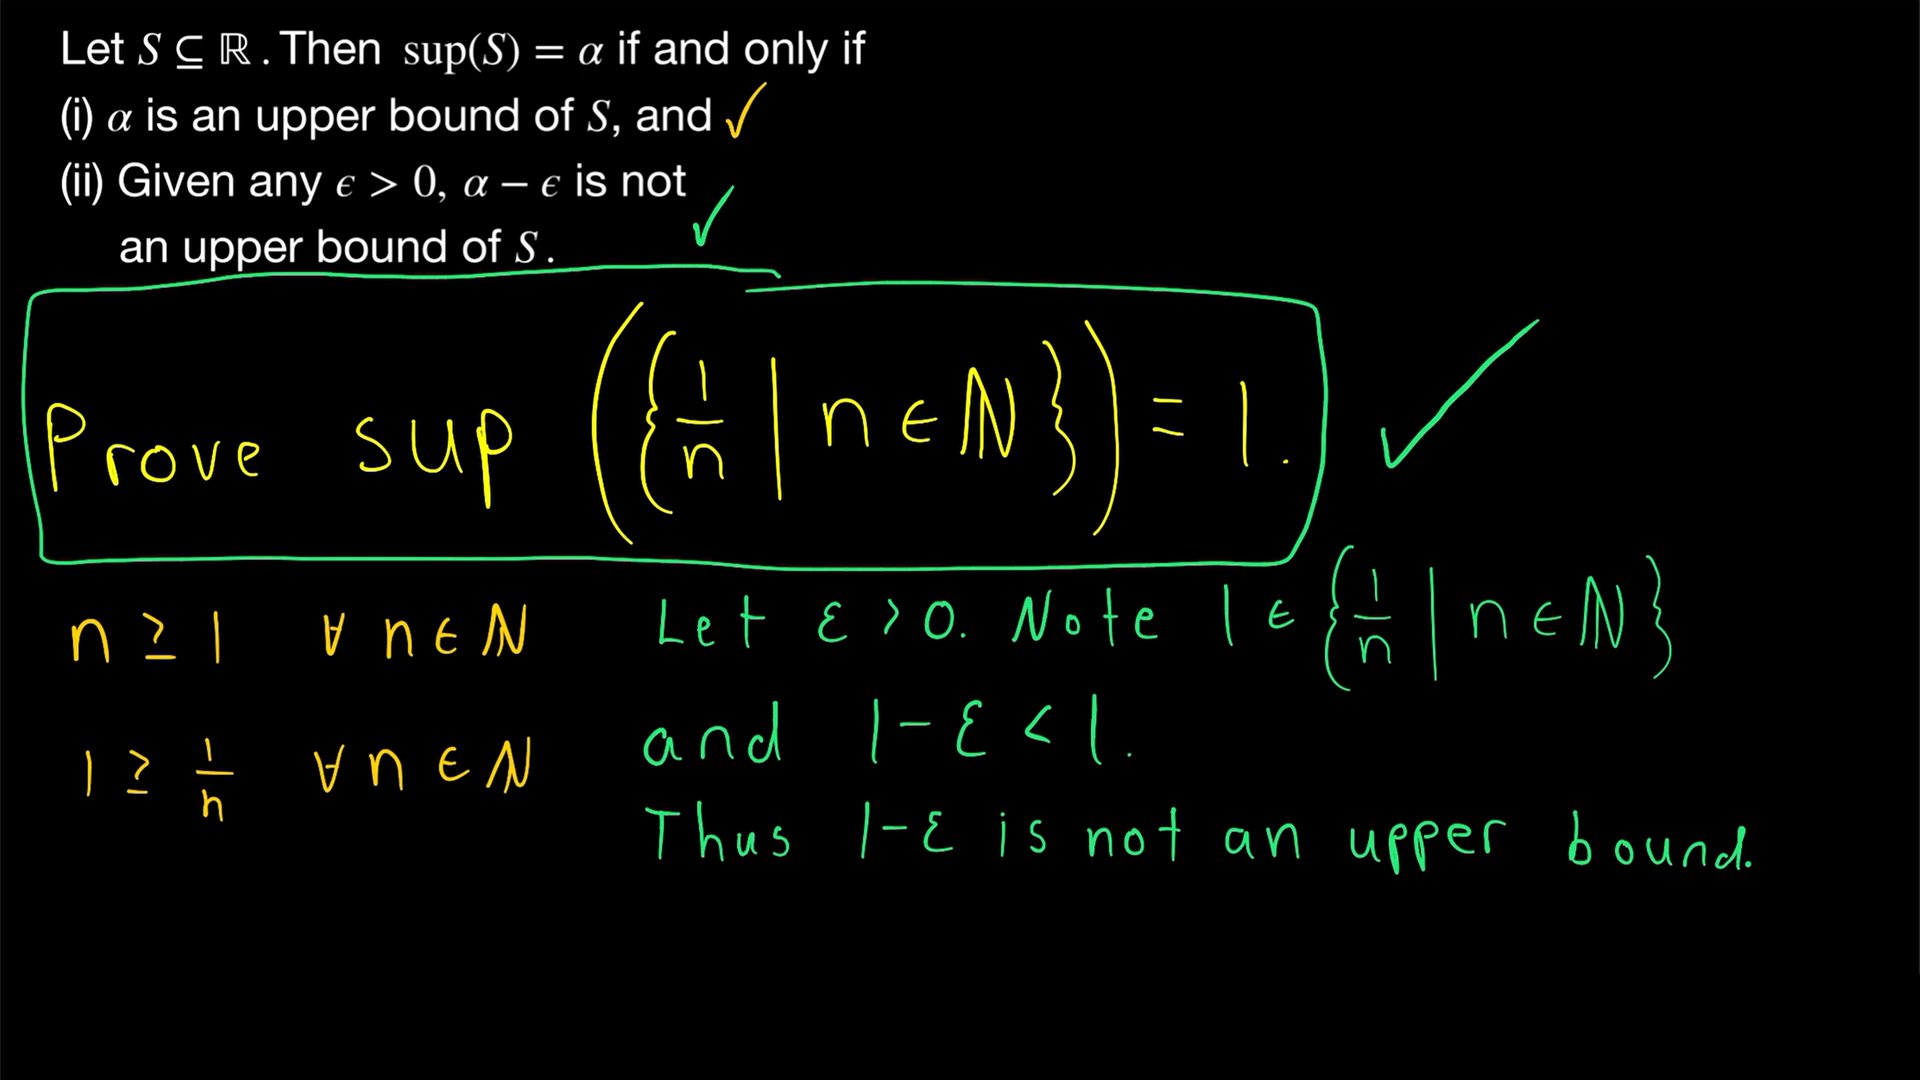 Let S ⊆ ℝ. Then sup(S) = α if and only if
(i) α is an upper bound of S, and ✓
(ii) Given any ϵ > 0, α − ϵ is not
an upper bound of S. ✓
Prove sup ({1/n | n ∈ ℕ}) = 1. ✓
n ≥ 1 ∀ n ∈ ℕ
1 ≥ 1/n ∀ n ∈ ℕ
Let ε > 0. Note 1 ∈ {1/n | n ∈ ℕ}
and 1 − ε < 1.
Thus 1 − ε is not an upper bound.